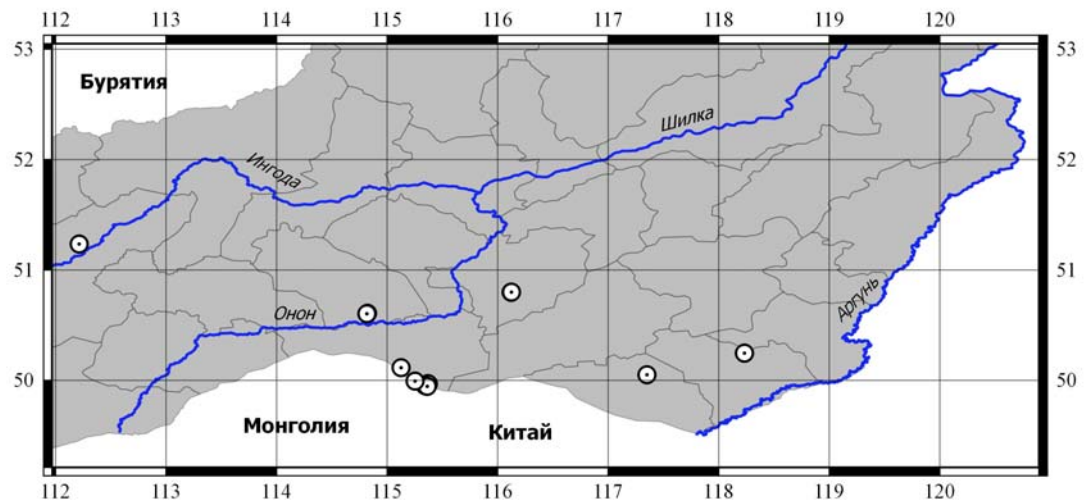 112 113 114 115 116 117 118 119 120
53 53
Бурятия
Шилка
52 Ингода 52
51 51
Аргунь
Онон
50 50
Монголия Китай
112 113 114 115 116 117 118 119 120